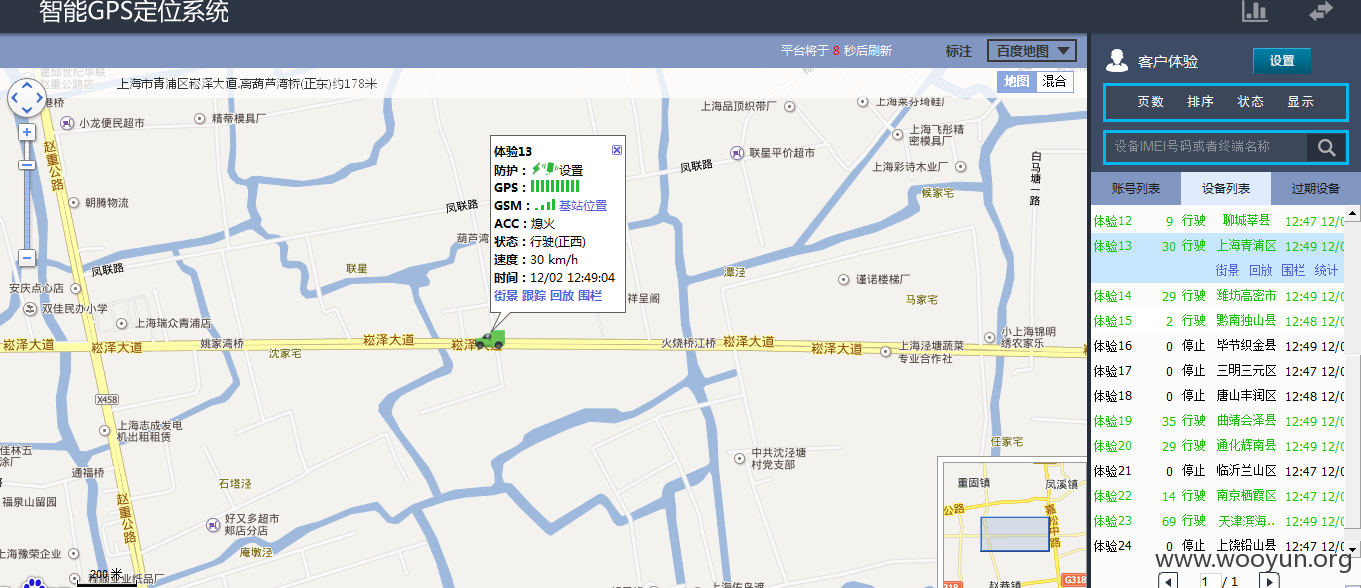 智能GPS定位系统
平台将于 8 秒后刷新
标注
百度地图
客户体验
设置
上海市青浦区崧泽大道,离葫芦湾桥(正东)约178米
地图
混合
页数 排序 状态 显示
设备IMEI号码或者终端名称
账号列表
设备列表
过期设备
体验12 9 行驶 聊城莘县 12:47 12/0
体验13 30 行驶 上海青浦区 12:49 12/0
街景 回放 围栏 统计
体验14 29 行驶 潍坊高密市 12:49 12/0
体验15 2 行驶 黔南独山县 12:48 12/0
体验16 0 停止 毕节织金县 12:49 12/0
体验17 0 停止 三明三元区 12:47 12/0
体验18 0 停止 唐山丰润区 12:48 12/0
体验19 35 行驶 曲靖会泽县 12:49 12/0
体验20 29 行驶 通化辉南县 12:49 12/0
体验21 0 停止 临沂兰山区 12:47 12/0
体验22 14 行驶 南京栖霞区 12:47 12/0
体验23 69 行驶 天津滨海.. 12:49 12/0
体验24 0 停止 上饶铅山县 12:47 12/0
1 / 1
www.wooyun.org
体验13
防护：设置
GPS：
GSM：基站位置
ACC：熄火
状态：行驶(正西)
速度：30 km/h
时间：12/02 12:49:04
街景 跟踪 回放 围栏
港桥
小龙便民超市
精蒂模具厂
赵重公路
朝腾物流
凤联路
凤联路
凤联路
葫芦湾
联星
安庆点心店
双佳民办小学
上海瑞众青浦店
上海品顶织带厂
联星平价超市
上海飞彤精
密模具厂
上海彩诗木业厂
候家宅
白马塘一路
潭泾
谨诺楼梯厂
马家宅
祥呈阁
崧泽大道
崧泽大道
姚家湾桥
沈家宅
崧泽大道
火烧桥江桥
崧泽大道
崧泽大道
上海泾塘蔬菜
专业合作社
小上海锦明
绣农家乐
X458
上海志成发电
机出租租赁
佳林五
涂厂
通福桥
福泉山留园
石塔泾
赵重公路
好又多超市
郏店分店
庵墩泾
上海豫荣企业
200 米
中共沈泾塘
村党支部
任家宅
重固镇
凤溪镇
公路
嘉松中路
G318
318
赵巷镇